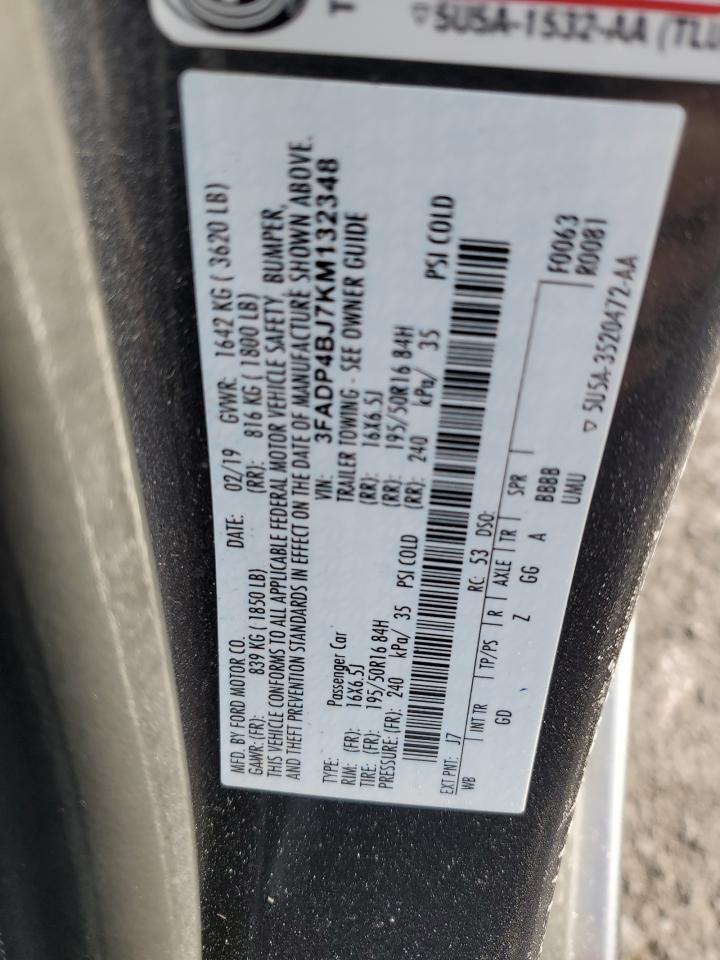 5U5A-1532-AA (TLU
MFD. BY FORD MOTOR CO.
DATE: 02/19 GVWR: 1642 KG ( 3620 LB)
GAWR:(FR): 839 KG (1850 LB) (RR): 816 KG (1800 LB)
THIS VEHICLE CONFORMS TO ALL APPLICABLE FEDERAL MOTOR VEHICLE SAFETY, BUMPER,
AND THEFT PREVENTION STANDARDS IN EFFECT ON THE DATE OF MANUFACTURE SHOWN ABOVE.
VIN: 3FADP4BJ7KM132348
TYPE: Passenger Car TRAILER TOWING - SEE OWNER GUIDE
RIM: (FR): 16X6.5J (RR): 16X6.5J
TIRE: (FR): 195/50R16 84H (RR): 195/50R16 84H
PRESSURE: (FR): 240 kPa/ 35 PSI COLD (RR): 240 kPa/ 35 PSI COLD
EXT PNT: J7 RC: 53 DSO: F0063
R0081
WB INT TR TP/PS R AXLE TR SPR
GD Z GG A BBBB
UMU
▽ 5U5A-3520472-AA